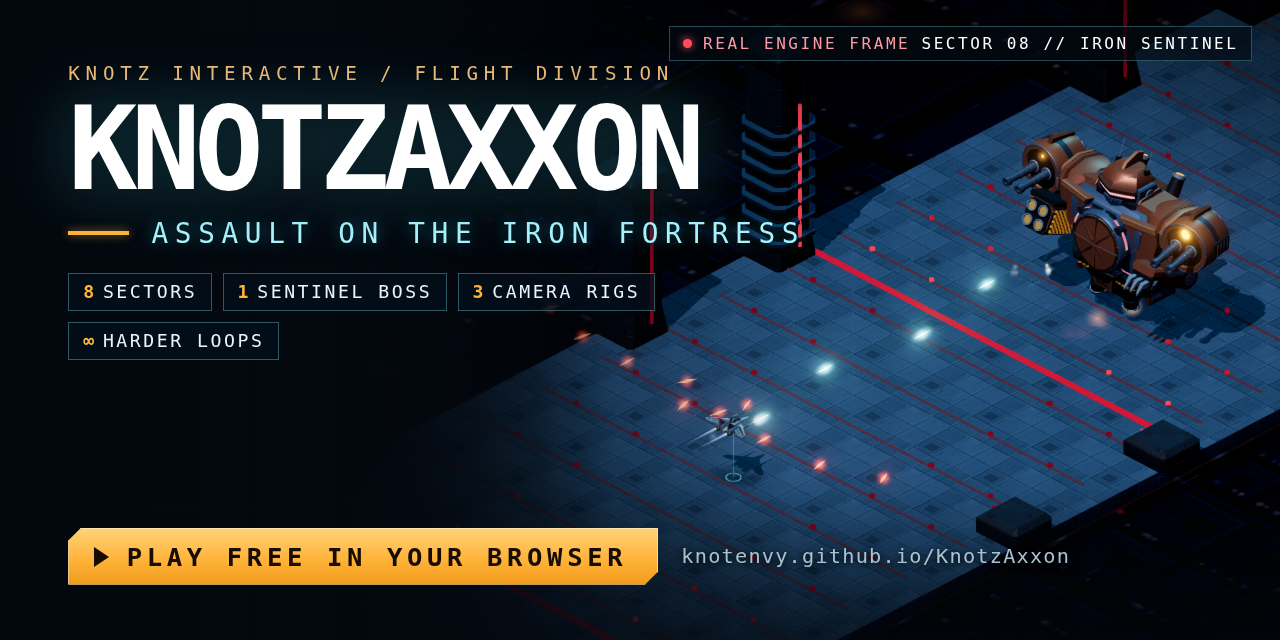 REAL ENGINE FRAME SECTOR 08 // IRON SENTINEL
KNOTZ INTERACTIVE / FLIGHT DIVISION
KNOTZAXXON
ASSAULT ON THE IRON FORTRESS
8 SECTORS 1 SENTINEL BOSS 3 CAMERA RIGS
∞ HARDER LOOPS
PLAY FREE IN YOUR BROWSER knotenvy.github.io/KnotzAxxon